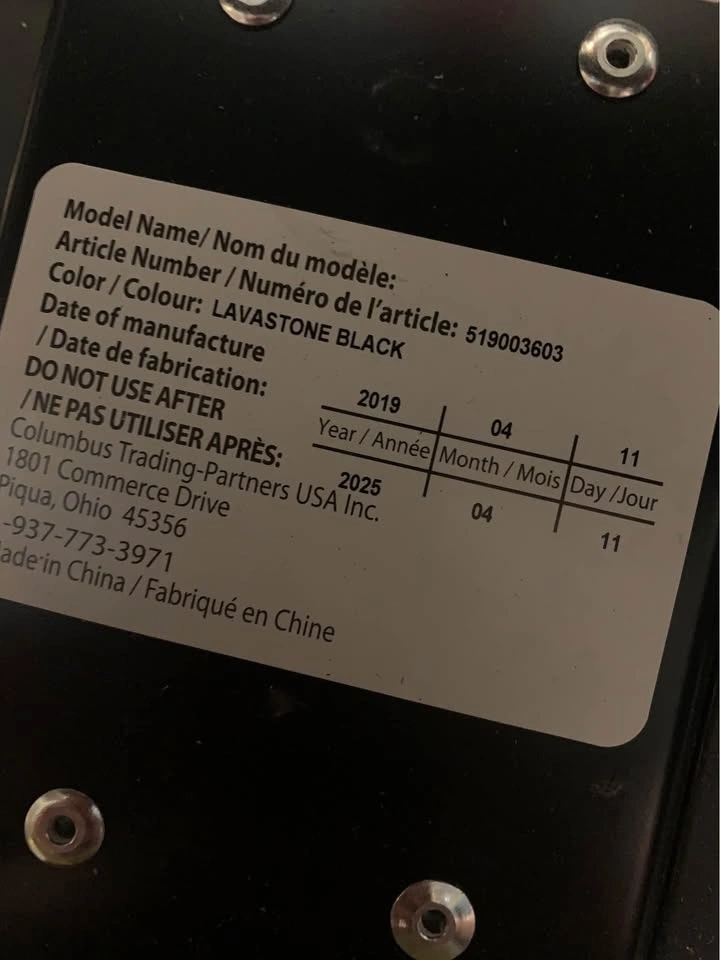 Model Name/ Nom du modèle:
Article Number / Numéro de l'article: 519003603
Color / Colour: LAVASTONE BLACK
Date of manufacture
/ Date de fabrication:
2019 04 11
Year / Année Month / Mois Day /Jour
DO NOT USE AFTER
/ NE PAS UTILISER APRÈS:
2025 04 11
Columbus Trading-Partners USA Inc.
1801 Commerce Drive
Piqua, Ohio 45356
-937-773-3971
ade in China / Fabriqué en Chine